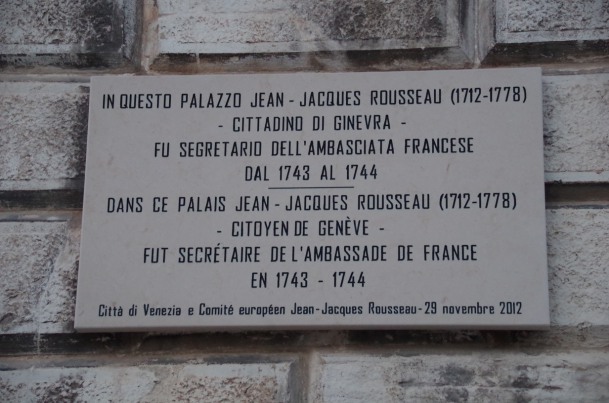 IN QUESTO PALAZZO JEAN - JACQUES ROUSSEAU (1712-1778)
- CITTADINO DI GINEVRA -
FU SEGRETARIO DELL'AMBASCIATA FRANCESE
DAL 1743 AL 1744
DANS CE PALAIS JEAN - JACQUES ROUSSEAU (1712-1778)
- CITOYEN DE GENÈVE -
FUT SECRÉTAIRE DE L'AMBASSADE DE FRANCE
EN 1743 - 1744
Città di Venezia e Comité européen Jean-Jacques Rousseau - 29 novembre 2012